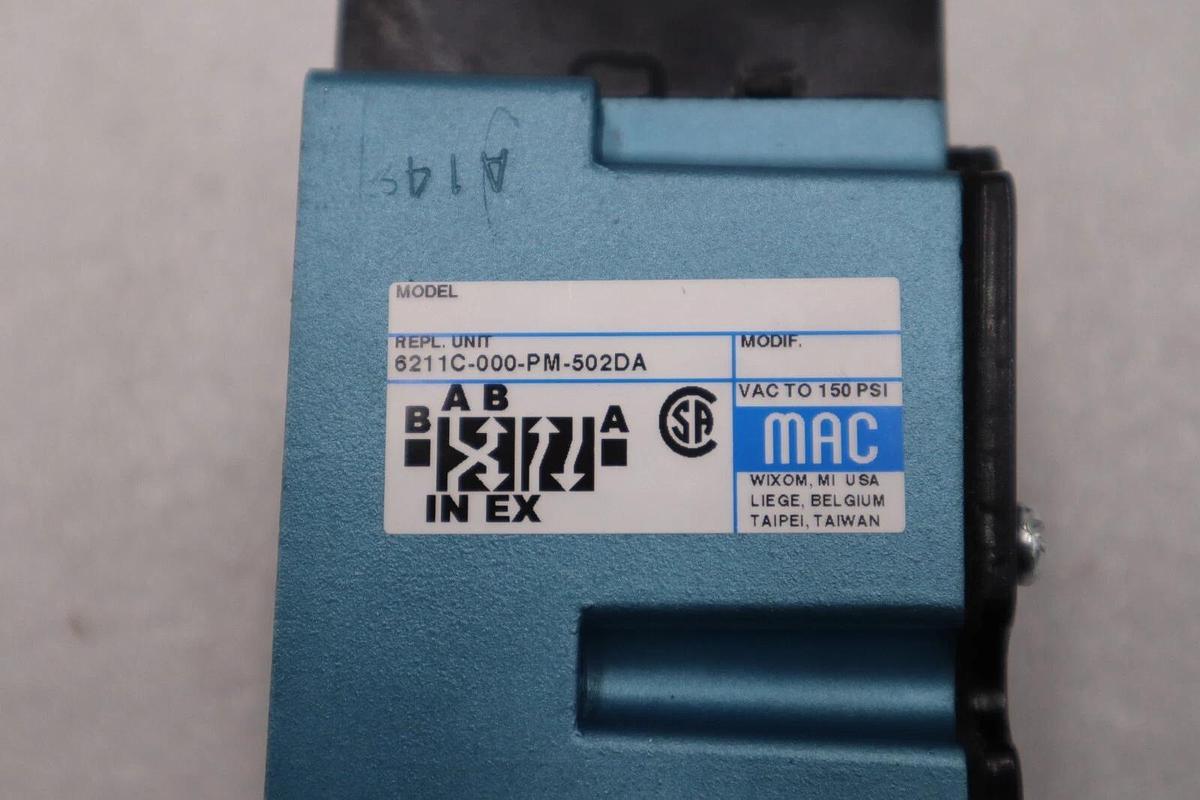 MODEL
REPL. UNIT
6211C-000-PM-502DA
MODIF.
B A B A
IN EX
SA
VAC TO 150 PSI
MAC
WIXOM, MI USA
LIEGE, BELGIUM
TAIPEI, TAIWAN